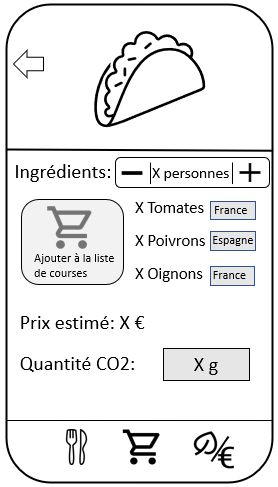 Ingrédients: − X personnes +
X Tomates France
X Poivrons Espagne
X Oignons France
Ajouter à la liste
de courses
Prix estimé: X €
Quantité CO2: X g
/€